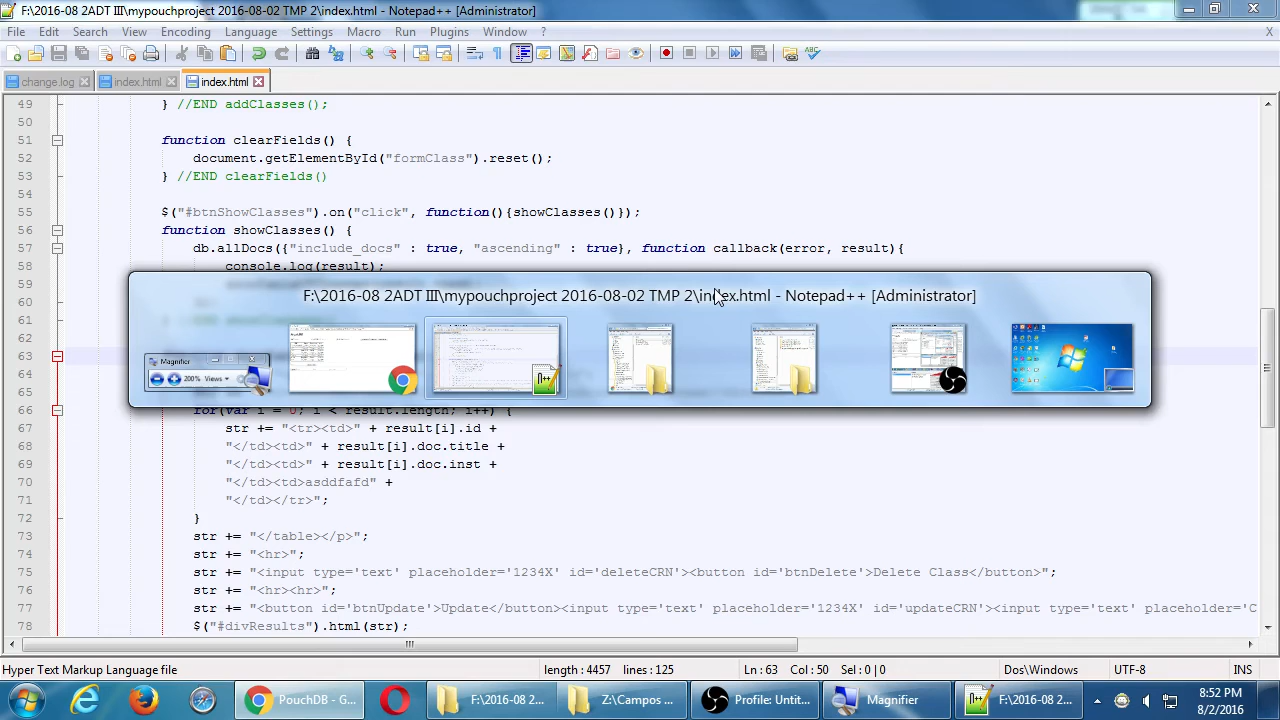 F:\2016-08 2ADT III\mypouchproject 2016-08-02 TMP 2\index.html - Notepad++ [Administrator]
File Edit Search View Encoding Language Settings Macro Run Plugins Window ? X
change.log index.html index.html
49 } //END addClasses();
50
51 function clearFields() {
52 document.getElementById("formClass").reset();
53 } //END clearFields()
54
55 $("#btnShowClasses").on("click", function(){showClasses()});
56 function showClasses() {
57 db.allDocs({"include_docs" : true, "ascending" : true}, function callback(error, result){
58 console.log(result);
59
60
61
62
63
64
65
F:\2016-08 2ADT III\mypouchproject 2016-08-02 TMP 2\index.html - Notepad++ [Administrator]
Magnifier
200% Views
66 for(var i = 0; i < result.length; i++) {
67 str += "<tr><td>" + result[i].id +
68 "</td><td>" + result[i].doc.title +
69 "</td><td>" + result[i].doc.inst +
70 "</td><td>asddfafd" +
71 "</td></tr>";
72 }
73 str += "</table></p>";
74 str += "<hr>";
75 str += "<input type='text' placeholder='1234X' id='deleteCRN'><button id='btnDelete'>Delete Class</button>";
76 str += "<hr><hr>";
77 str += "<button id='btnUpdate'>Update</button><input type='text' placeholder='1234X' id='updateCRN'><input type='text' placeholder='C
78 $("#divResults").html(str);
Hyper Text Markup Language file length : 4457 lines : 125 Ln : 63 Col : 50 Sel : 0 | 0 Dos\Windows UTF-8 INS
PouchDB - G... F:\2016-08 2... Z:\Campos ... Profile: Untit... Magnifier F:\2016-08 2... 8:52 PM
8/2/2016